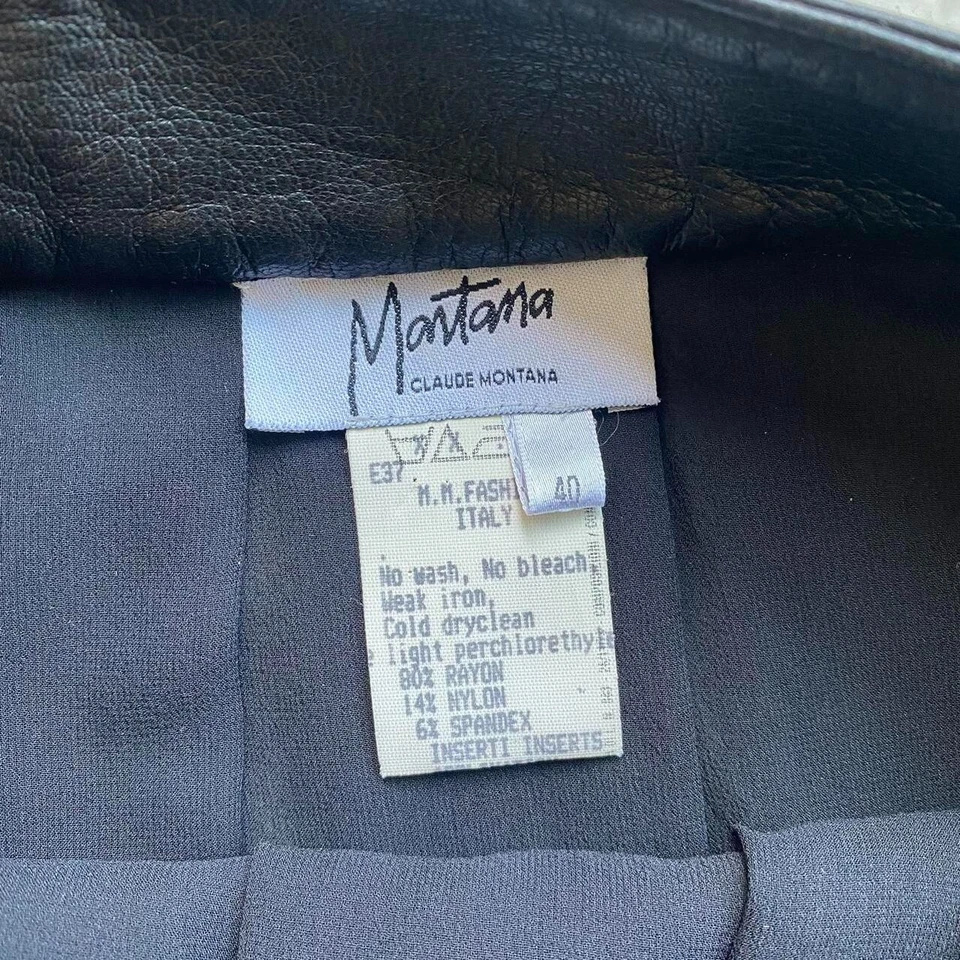 Montana
CLAUDE MONTANA
40
E37
M.M.FASHI
ITALY
No wash, No bleach,
Weak iron,
Cold dryclean
light perchlorethyle
80% RAYON
14% NYLON
6% SPANDEX
INSERTI INSERTS